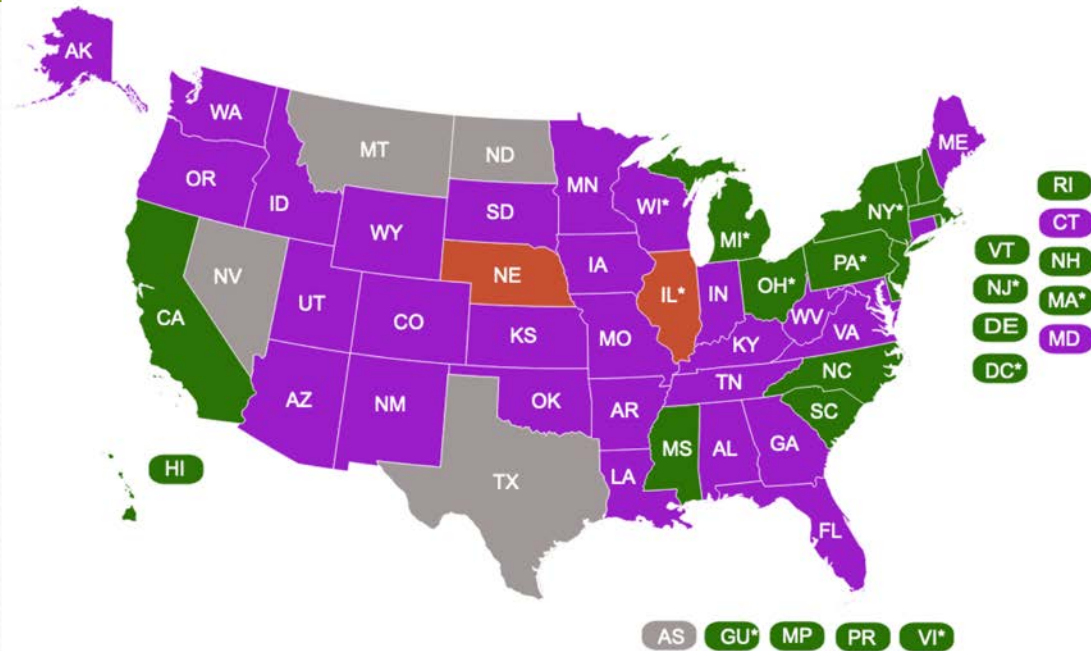 AK
WA
MT
ND
MN
ME
OR
ID
SD
WI*
MI*
NY*
RI
CT
WY
IA
PA*
VT
NH
NV
NE
IL*
IN
OH*
NJ*
MA*
CA
UT
CO
KS
MO
WV
VA
DE
MD
KY
DC*
AZ
NM
OK
TN
NC
AR
SC
HI
TX
LA
MS
AL
GA
FL
AS
GU*
MP
PR
VI*